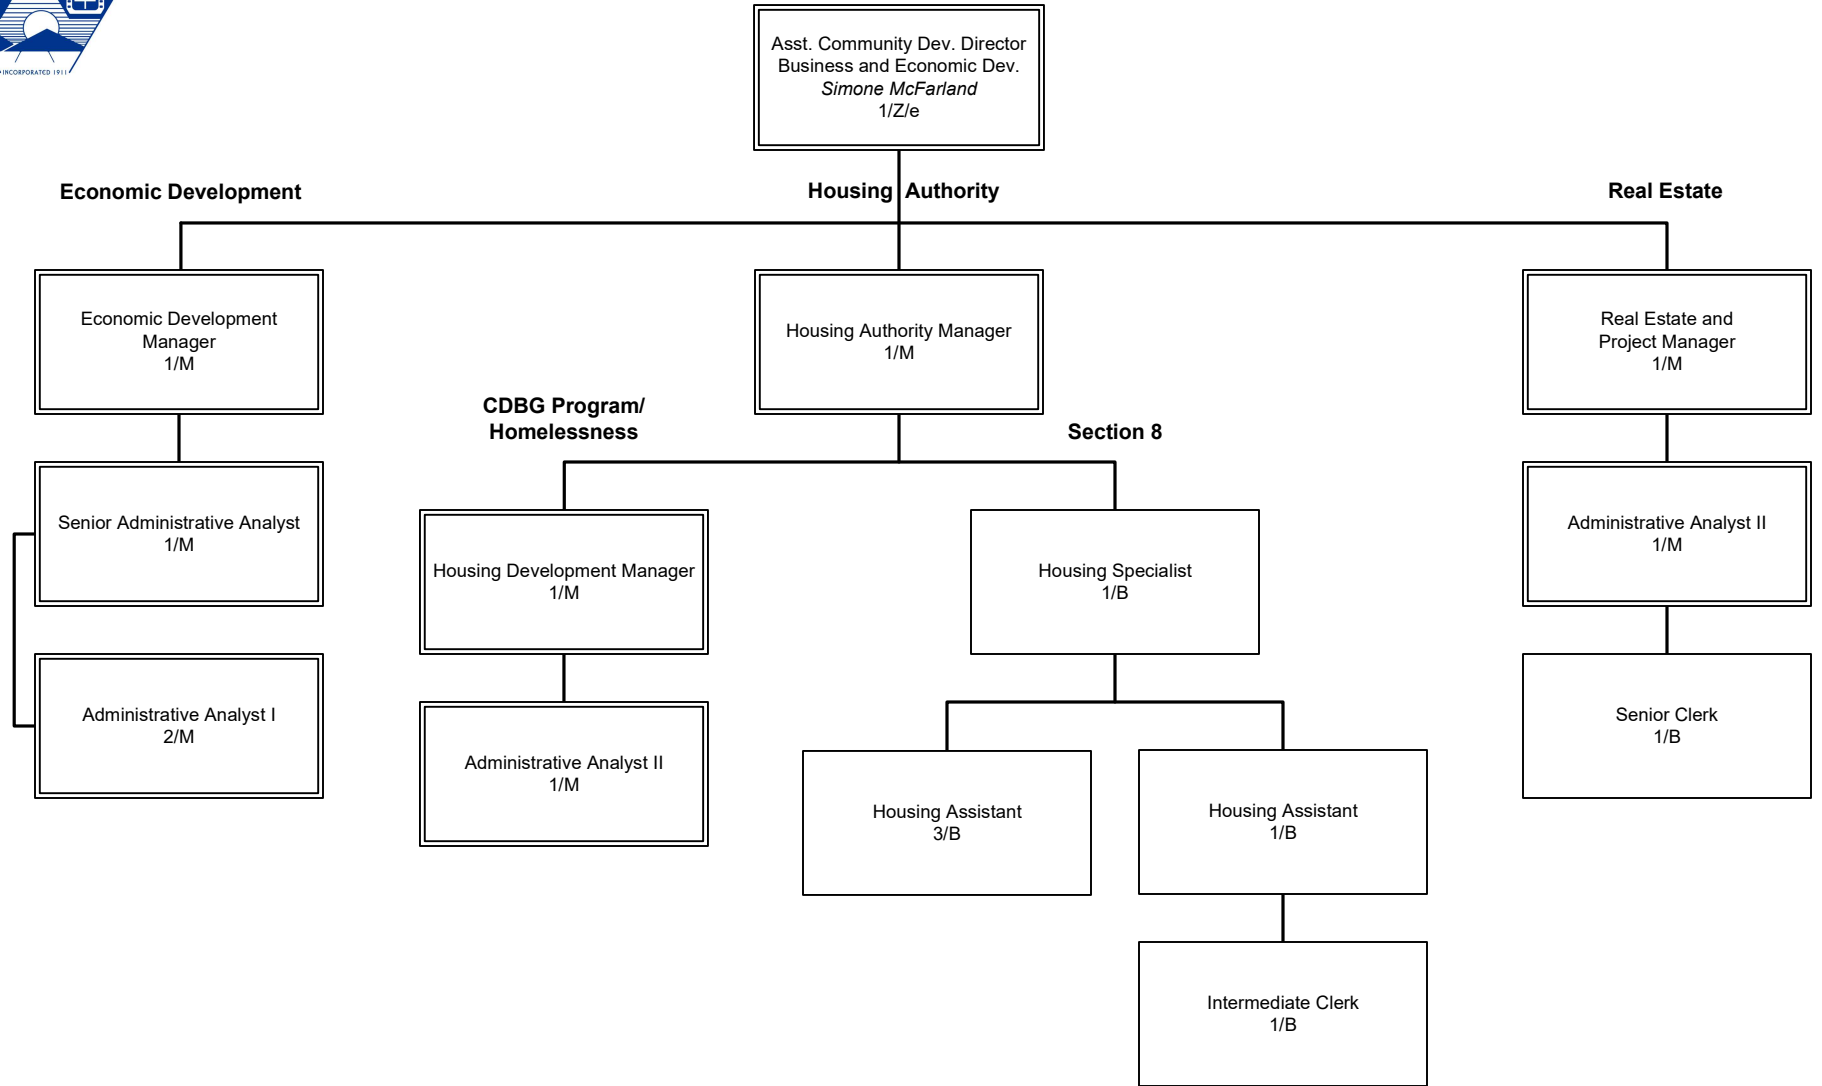 INCORPORATED 1911
Asst. Community Dev. Director
Business and Economic Dev.
Simone McFarland
1/Z/e
Economic Development
Housing Authority
Real Estate
Economic Development
Manager
1/M
Housing Authority Manager
1/M
Real Estate and
Project Manager
1/M
CDBG Program/
Homelessness
Section 8
Senior Administrative Analyst
1/M
Housing Development Manager
1/M
Housing Specialist
1/B
Administrative Analyst II
1/M
Administrative Analyst I
2/M
Administrative Analyst II
1/M
Housing Assistant
3/B
Housing Assistant
1/B
Senior Clerk
1/B
Intermediate Clerk
1/B